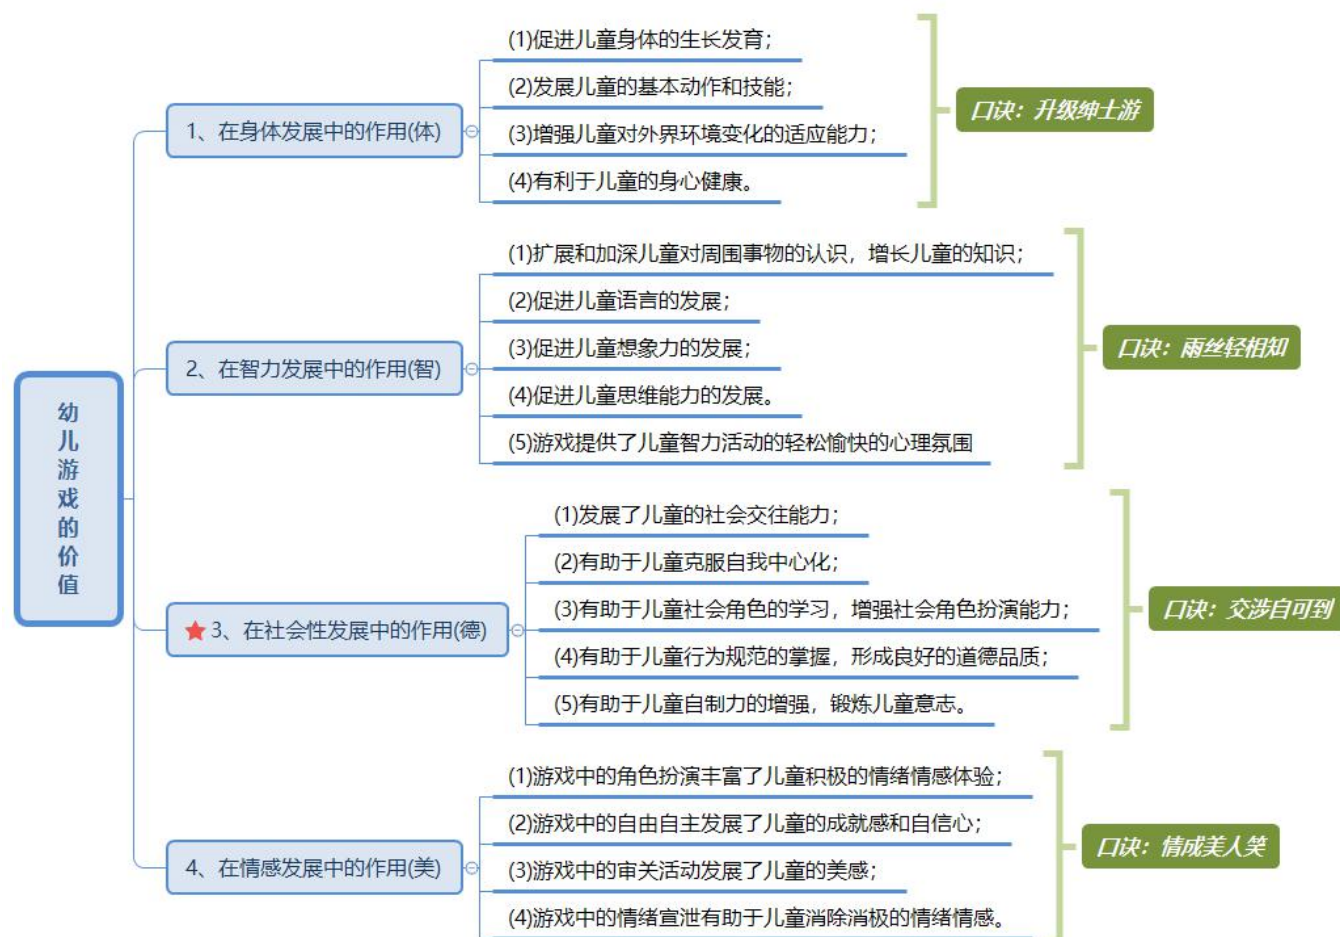 幼儿游戏的价值
1、在身体发展中的作用(体)
(1)促进儿童身体的生长发育；
(2)发展儿童的基本动作和技能；
(3)增强儿童对外界环境变化的适应能力；
(4)有利于儿童的身心健康。
口诀：升级绅士游
2、在智力发展中的作用(智)
(1)扩展和加深儿童对周围事物的认识，增长儿童的知识；
(2)促进儿童语言的发展；
(3)促进儿童想象力的发展；
(4)促进儿童思维能力的发展。
(5)游戏提供了儿童智力活动的轻松愉快的心理氛围
口诀：雨丝轻相知
3、在社会性发展中的作用(德)
(1)发展了儿童的社会交往能力；
(2)有助于儿童克服自我中心化；
(3)有助于儿童社会角色的学习，增强社会角色扮演能力；
(4)有助于儿童行为规范的掌握，形成良好的道德品质；
(5)有助于儿童自制力的增强，锻炼儿童意志。
口诀：交涉自可到
4、在情感发展中的作用(美)
(1)游戏中的角色扮演丰富了儿童积极的情绪情感体验；
(2)游戏中的自由自主发展了儿童的成就感和自信心；
(3)游戏中的审关活动发展了儿童的美感；
(4)游戏中的情绪宣泄有助于儿童消除消极的情绪情感。
口诀：情成美人笑